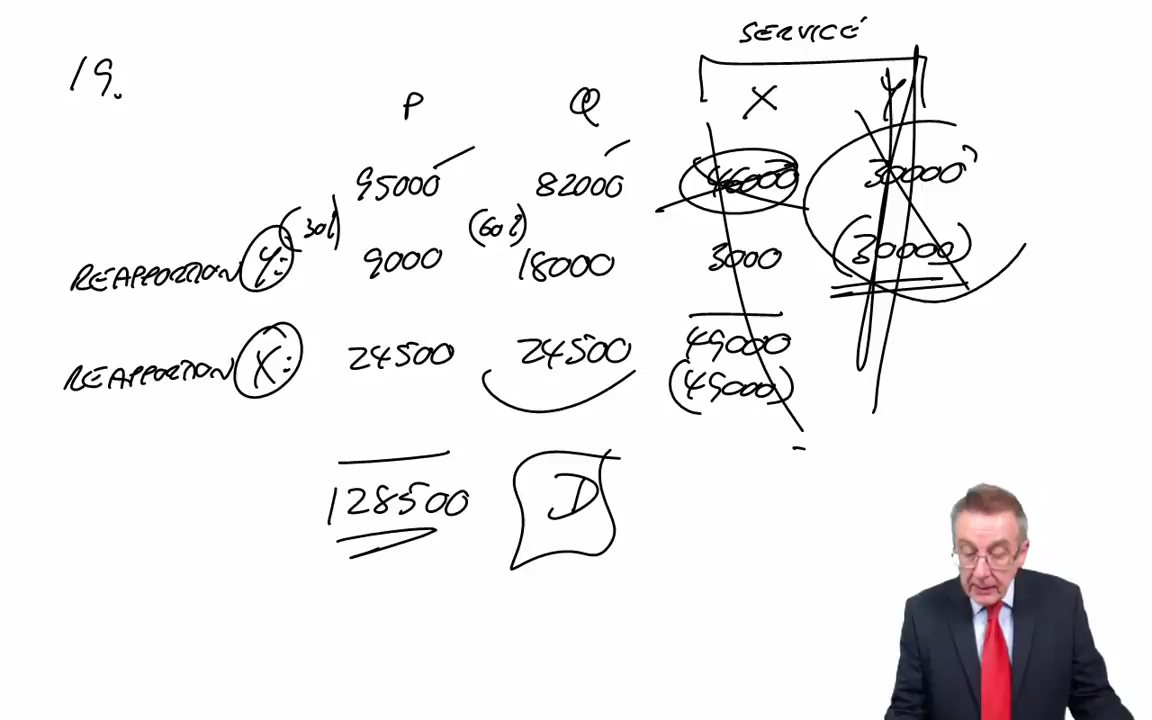 SERVICE
19.
P Q X Y
95000 82000 46000 30000
(30%) (60%)
REAPPORTION Y: 9000 18000 3000 (30000)
49000
REAPPORTION X: 24500 24500 (49000)
-
128500 D